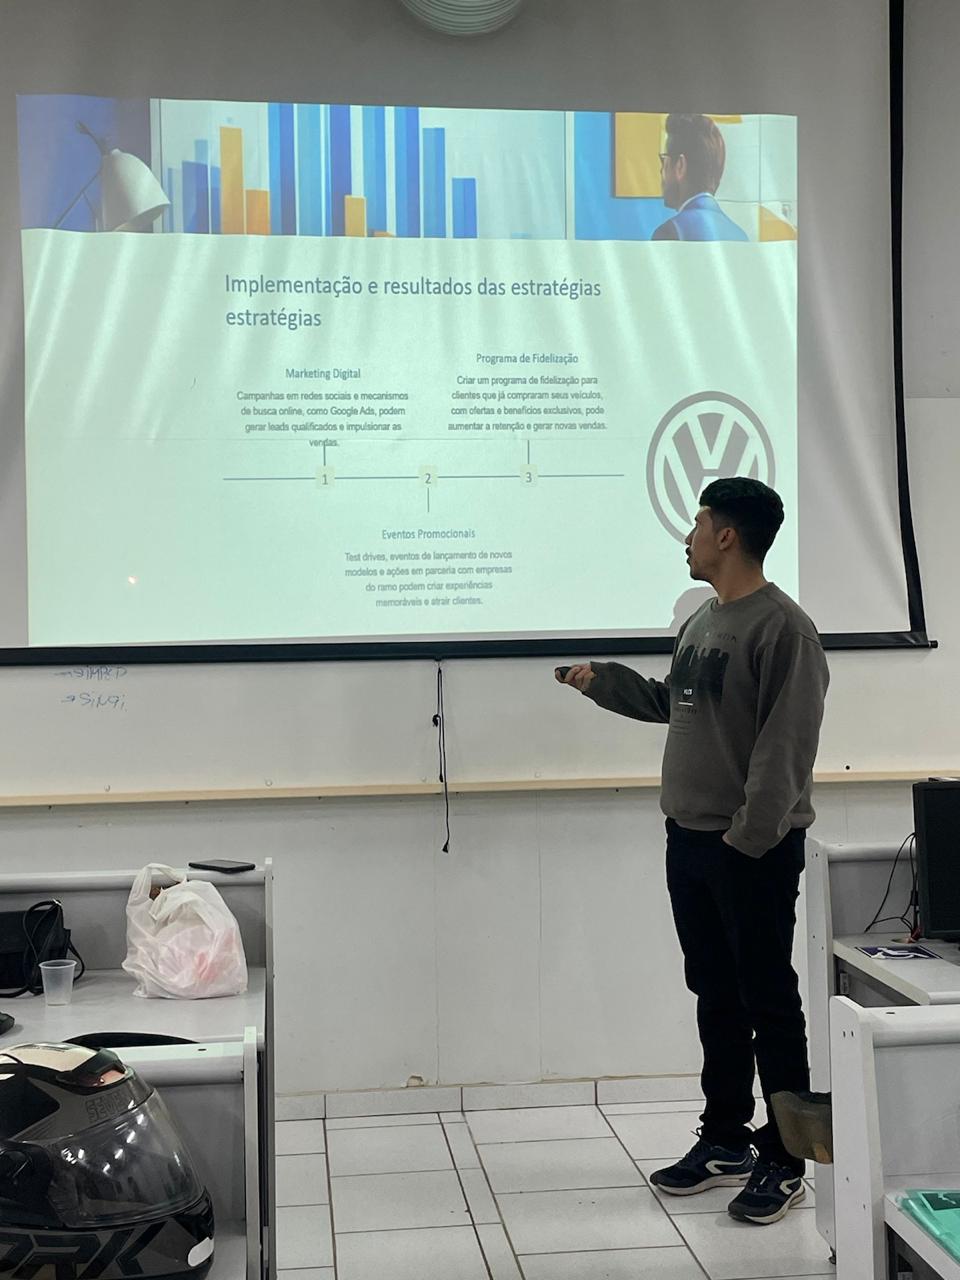 Implementação e resultados das estratégias
estratégias
Programa de Fidelização
Criar um programa de fidelização para
clientes que já compraram seus veículos,
com ofertas e benefícios exclusivos, pode
aumentar a retenção e gerar novas vendas.
Marketing Digital
Campanhas em redes sociais e mecanismos
de busca online, como Google Ads, podem
gerar leads qualificados e impulsionar as
vendas.
1
2
3
Eventos Promocionais
Test drives, eventos de lançamento de novos
modelos e ações em parceria com empresas
do ramo podem criar experiências
memoráveis e atrair clientes.